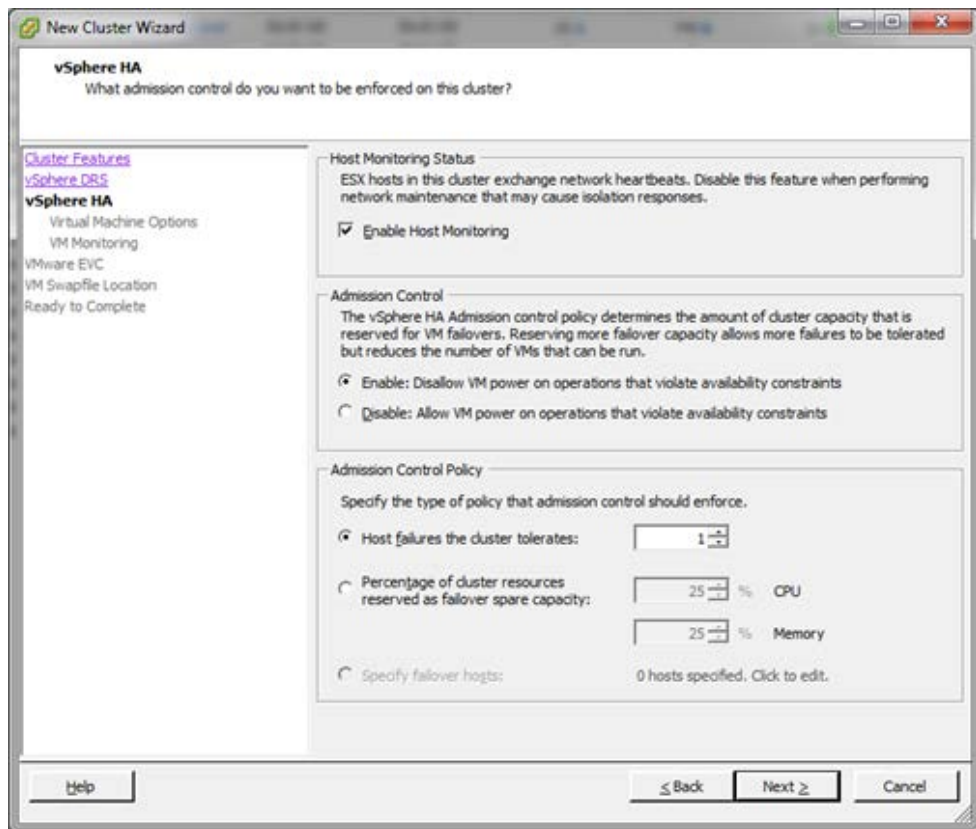 New Cluster Wizard
vSphere HA
What admission control do you want to be enforced on this cluster?
Cluster Features
vSphere DRS
vSphere HA
Virtual Machine Options
VM Monitoring
VMware EVC
VM Swapfile Location
Ready to Complete
Host Monitoring Status
ESX hosts in this cluster exchange network heartbeats. Disable this feature when performing
network maintenance that may cause isolation responses.
Enable Host Monitoring
Admission Control
The vSphere HA Admission control policy determines the amount of cluster capacity that is
reserved for VM failovers. Reserving more failover capacity allows more failures to be tolerated
but reduces the number of VMs that can be run.
Enable: Disallow VM power on operations that violate availability constraints
Disable: Allow VM power on operations that violate availability constraints
Admission Control Policy
Specify the type of policy that admission control should enforce.
Host failures the cluster tolerates: 1
Percentage of cluster resources
reserved as failover spare capacity: 25 % CPU
25 % Memory
Specify failover hosts: 0 hosts specified. Click to edit.
Help < Back Next > Cancel